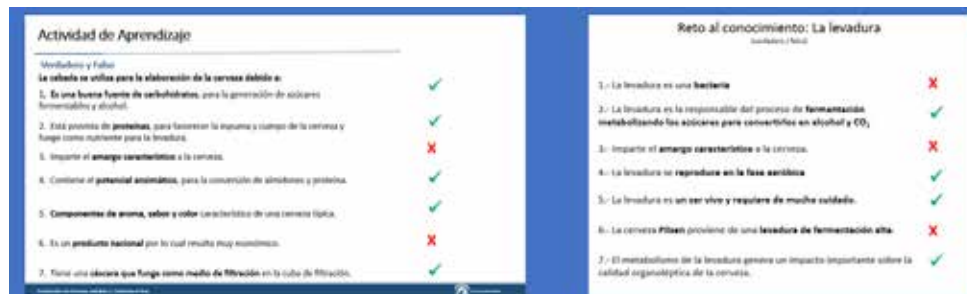 Actividad de Aprendizaje
Verdadero y Falso
La cebada se utiliza para la elaboración de la cerveza debido a:
1. Es una buena fuente de carbohidratos, para la generación de azúcares
fermentables y alcohol.
2. Está provista de proteínas, para favorecer la espuma y cuerpo de la cerveza y
funge como nutriente para la levadura.
3. Imparte el amargo característico a la cerveza.
4. Contiene el potencial enzimático, para la conversión de almidones y proteína.
5. Componentes de aroma, sabor y color característico de una cerveza típica.
6. Es un producto nacional por lo cual resulta muy económico.
7. Tiene una cáscara que funge como medio de filtración en la cuba de filtración.
Reto al conocimiento: La levadura
(verdadero / falso)
1.- La levadura es una bacteria
2.- La levadura es la responsable del proceso de fermentación
metabolizando los azúcares para convertirlos en alcohol y CO₂
3.- Imparte el amargo característico a la cerveza.
4.- La levadura se reproduce en la fase aeróbica
5.- La levadura es un ser vivo y requiere de mucho cuidado.
6.- La cerveza Pilsen proviene de una levadura de fermentación alta
7.- El metabolismo de la levadura genera un impacto importante sobre la
calidad organoléptica de la cerveza.